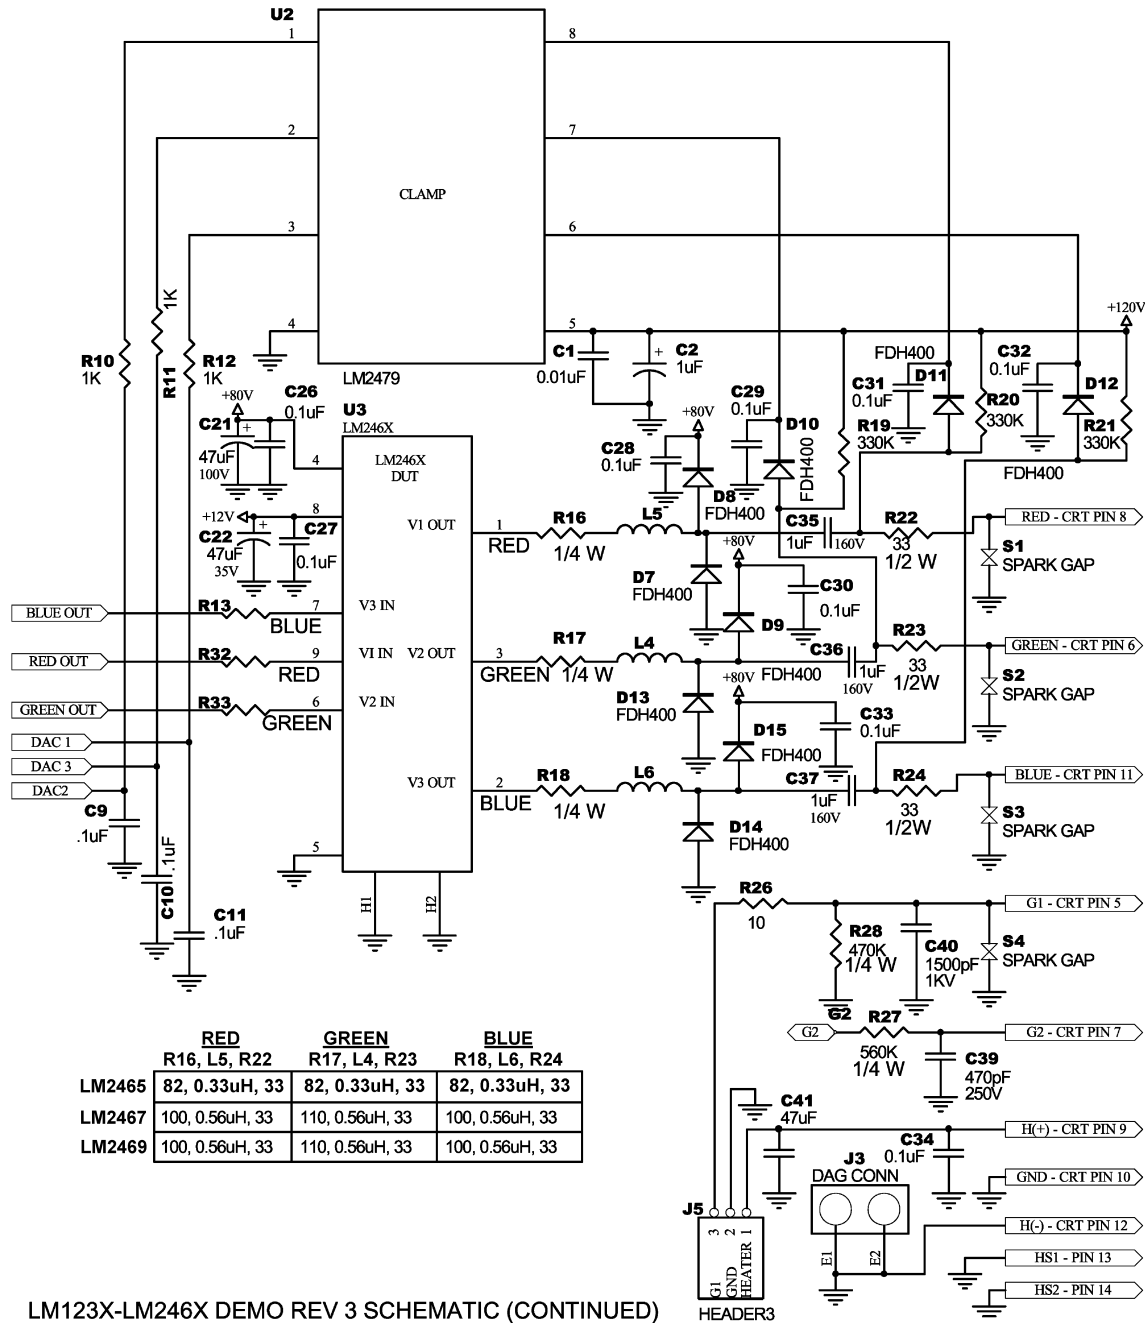 U2
1
8
2
7
CLAMP
3
6
1K
+120V
4
5
R10
1K
R11
R12
1K
LM2479
C1
0.01uF
C2
1uF
+
FDH400
C31
0.1uF
D11
C32
0.1uF
D12
+80V
C26
0.1uF
U3
LM246X
C29
0.1uF
D10
FDH400
R19
330K
R20
330K
R21
330K
FDH400
C21
+
47uF
100V
4
LM246X
DUT
+80V
C28
0.1uF
D8
FDH400
+12V
8
C22
+
47uF
35V
C27
0.1uF
V1 OUT
1
RED
R16
1/4 W
L5
C35
1uF
160V
R22
33
1/2 W
RED - CRT PIN 8
S1
SPARK GAP
+80V
D7
FDH400
C30
0.1uF
D9
BLUE OUT
R13
7
BLUE
V3 IN
RED OUT
R32
9
RED
VI IN
V2 OUT
3
GREEN
R17
1/4 W
L4
FDH400
C36
1uF
160V
R23
33
1/2W
GREEN - CRT PIN 6
S2
SPARK GAP
GREEN OUT
R33
6
GREEN
V2 IN
+80V
D13
FDH400
C33
0.1uF
D15
FDH400
DAC 1
DAC 3
DAC2
V3 OUT
2
BLUE
R18
1/4 W
L6
C37
1uF
160V
R24
33
1/2W
BLUE - CRT PIN 11
S3
SPARK GAP
C9
.1uF
D14
FDH400
5
.1uF
C10
C11
.1uF
H1
H2
R26
10
G1 - CRT PIN 5
R28
470K
1/4 W
C40
1500pF
1KV
S4
SPARK GAP
G2
G2
R27
560K
1/4 W
G2 - CRT PIN 7
C39
470pF
250V
RED GREEN BLUE
R16, L5, R22 R17, L4, R23 R18, L6, R24
LM2465 82, 0.33uH, 33 82, 0.33uH, 33 82, 0.33uH, 33
LM2467 100, 0.56uH, 33 110, 0.56uH, 33 100, 0.56uH, 33
LM2469 100, 0.56uH, 33 110, 0.56uH, 33 100, 0.56uH, 33
C41
47uF
H(+) - CRT PIN 9
C34
0.1uF
J3
DAG CONN
GND - CRT PIN 10
J5
3
2
1
G1
GND
HEATER
HEADER3
E1
E2
H(-) - CRT PIN 12
HS1 - PIN 13
HS2 - PIN 14
LM123X-LM246X DEMO REV 3 SCHEMATIC (CONTINUED)